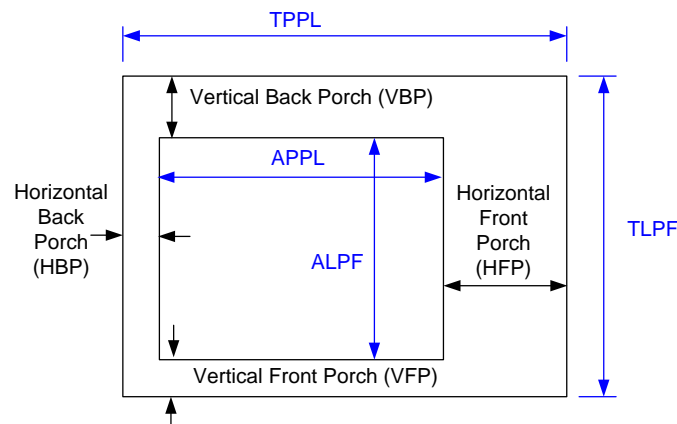 TPPL
Vertical Back Porch (VBP)
APPL
Horizontal
Back
Porch
(HBP)
Horizontal
Front
Porch
(HFP)
TLPF
ALPF
Vertical Front Porch (VFP)